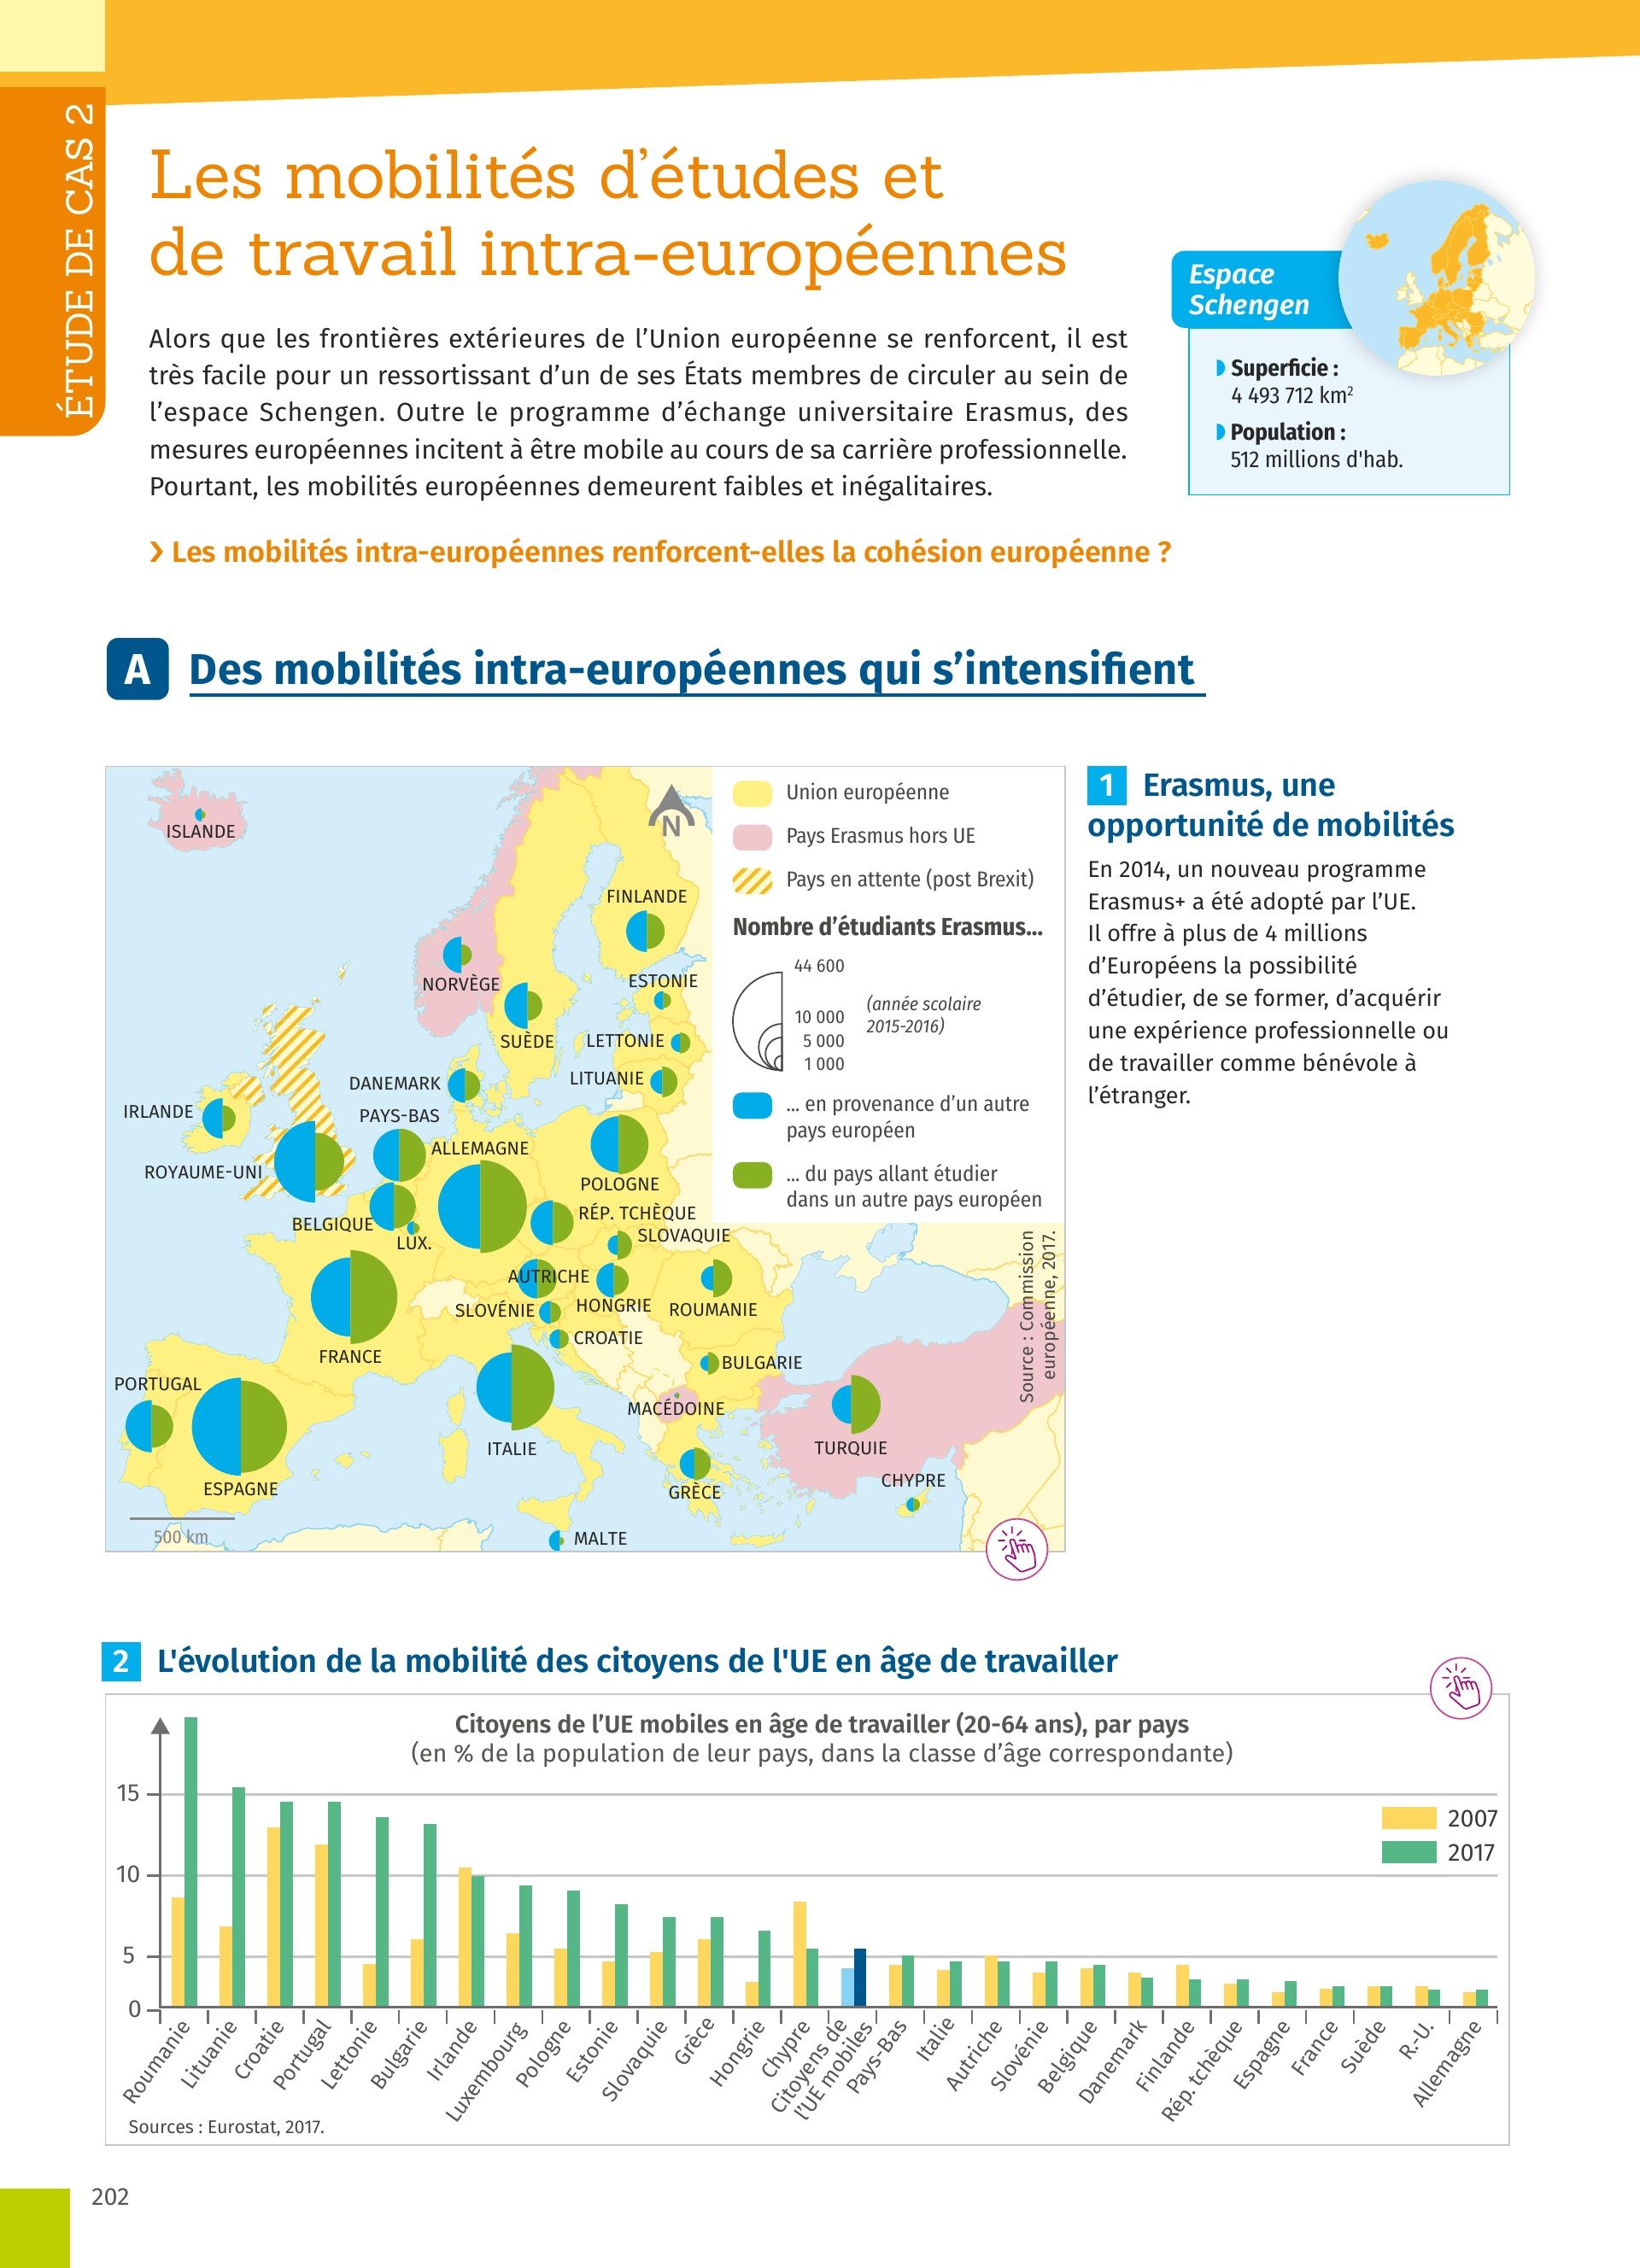 ÉTUDE DE CAS 2
Les mobilités d'études et
de travail intra-européennes
Alors que les frontières extérieures de l'Union européenne se renforcent, il est
très facile pour un ressortissant d'un de ses États membres de circuler au sein de
l'espace Schengen. Outre le programme d'échange universitaire Erasmus, des
mesures européennes incitent à être mobile au cours de sa carrière professionnelle.
Pourtant, les mobilités européennes demeurent faibles et inégalitaires.
Espace
Schengen
Superficie :
4 493 712 km²
Population :
512 millions d'hab.
❯ Les mobilités intra-européennes renforcent-elles la cohésion européenne ?
A Des mobilités intra-européennes qui s'intensifient
ISLANDE
NORVÈGE
SUÈDE
FINLANDE
ESTONIE
LETTONIE
LITUANIE
DANEMARK
PAYS-BAS
IRLANDE
ROYAUME-UNI
ALLEMAGNE
POLOGNE
BELGIQUE
LUX.
RÉP. TCHÈQUE
SLOVAQUIE
AUTRICHE
SLOVÉNIE
HONGRIE
ROUMANIE
CROATIE
FRANCE
BULGARIE
PORTUGAL
ESPAGNE
ITALIE
MACÉDOINE
TURQUIE
GRÈCE
CHYPRE
MALTE
500 km
N
Union européenne
Pays Erasmus hors UE
Pays en attente (post Brexit)
Nombre d'étudiants Erasmus...
44 600
10 000
5 000
1 000
(année scolaire
2015-2016)
... en provenance d'un autre
pays européen
... du pays allant étudier
dans un autre pays européen
Source : Commission
européenne, 2017.
1 Erasmus, une
opportunité de mobilités
En 2014, un nouveau programme
Erasmus+ a été adopté par l'UE.
Il offre à plus de 4 millions
d'Européens la possibilité
d'étudier, de se former, d'acquérir
une expérience professionnelle ou
de travailler comme bénévole à
l'étranger.
2 L'évolution de la mobilité des citoyens de l'UE en âge de travailler
Citoyens de l'UE mobiles en âge de travailler (20-64 ans), par pays
(en % de la population de leur pays, dans la classe d'âge correspondante)
15
10
5
0
2007
2017
Roumanie
Lituanie
Croatie
Portugal
Lettonie
Bulgarie
Irlande
Luxembourg
Pologne
Estonie
Slovaquie
Grèce
Hongrie
Chypre
Citoyens de
l'UE mobiles
Pays-Bas
Italie
Autriche
Slovénie
Belgique
Danemark
Finlande
Rép. tchèque
Espagne
France
Suède
R.-U.
Allemagne
Sources : Eurostat, 2017.
202